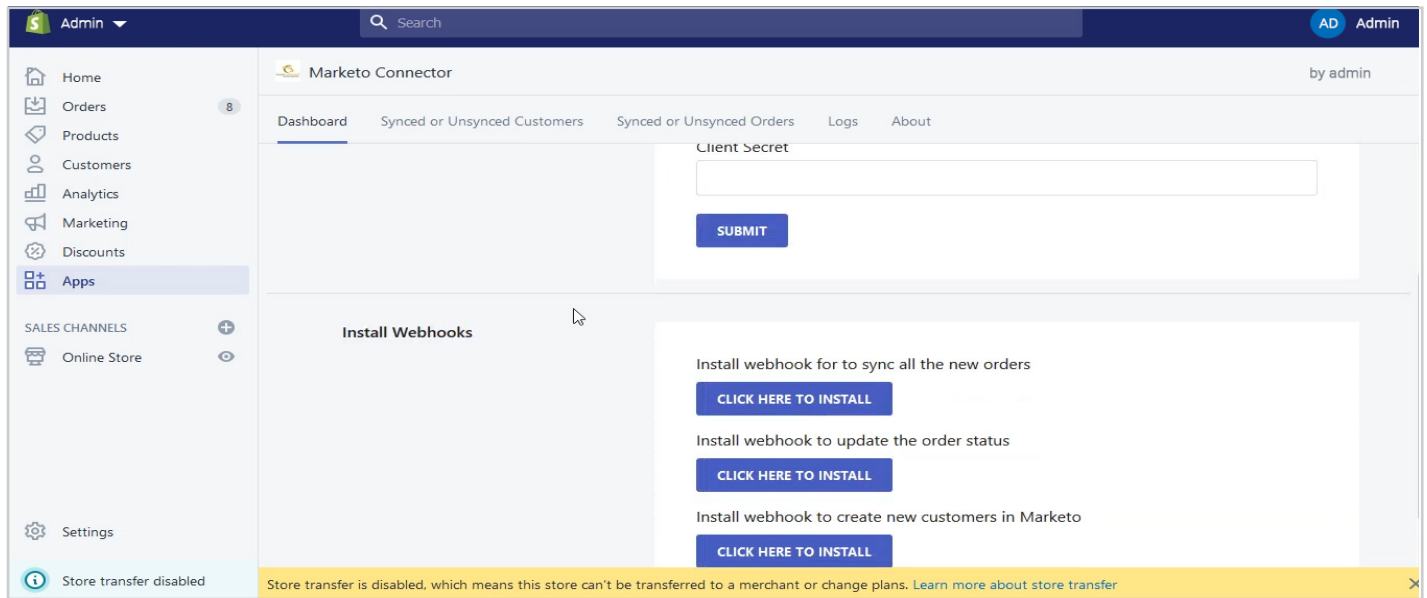 Admin
Search
AD Admin
Home
Orders 8
Products
Customers
Analytics
Marketing
Discounts
Apps
SALES CHANNELS
Online Store
Settings
Store transfer disabled
Marketo Connector
by admin
Dashboard Synced or Unsynced Customers Synced or Unsynced Orders Logs About
Client Secret
SUBMIT
Install Webhooks
Install webhook for to sync all the new orders
CLICK HERE TO INSTALL
Install webhook to update the order status
CLICK HERE TO INSTALL
Install webhook to create new customers in Marketo
CLICK HERE TO INSTALL
Store transfer is disabled, which means this store can't be transferred to a merchant or change plans. Learn more about store transfer